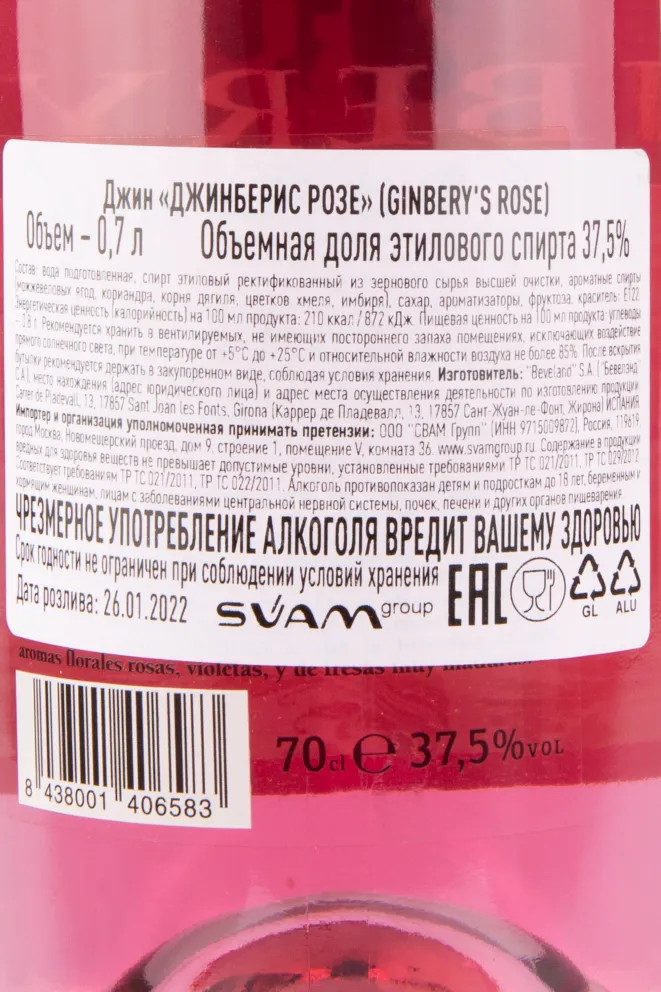 BERY
Джин «ДЖИНБЕРИС РОЗЕ» (GINBERY'S ROSE)
Объем – 0,7 л Объемная доля этилового спирта 37,5%
Состав: вода подготовленная, спирт этиловый ректификованный из зернового сырья высшей очистки, ароматные спирты
(можжевеловых ягод, кориандра, корня дягиля, цветков хмеля, имбиря), сахар, ароматизаторы, фруктоза, краситель: Е122.
Энергетическая ценность (калорийность) на 100 мл продукта: 210 ккал / 872 кДж. Пищевая ценность на 100 мл продукта: углеводы
– 0,8 г. Рекомендуется хранить в вентилируемых, не имеющих постороннего запаха помещениях, исключающих воздействие
прямого солнечного света, при температуре от +5°С до +25°С и относительной влажности воздуха не более 85%. После вскрытия
бутылки рекомендуется держать в закупоренном виде, соблюдая условия хранения. Изготовитель: "Beveland" S.A. ("Бевелэнд"
С.А.), место нахождения (адрес юридического лица) и адрес места осуществления деятельности по изготовлению продукции:
Carrer de Pladevall, 13, 17857 Sant Joan les Fonts, Girona (Каррер де Пладевалл, 13, 17857 Сант-Жуан-ле-Фонт, Жирона) ИСПАНИЯ
Импортер и организация уполномоченная принимать претензии: ООО "СВАМ Групп" (ИНН 9715009872), Россия, 119619
город Москва, Новомещерский проезд, дом 9, строение 1, помещение V, комната 36. www.svamgroup.ru. Содержание в продукции
вредных для здоровья веществ не превышает допустимые уровни, установленные требованиями ТР ТС 021/2011, ТР ТС 029/2012.
Соответствует требованиям ТР ТС 021/2011, ТР ТС 022/2011. Алкоголь противопоказан детям и подросткам до 18 лет, беременным и
кормящим женщинам, лицам с заболеваниями центральной нервной системы, почек, печени и других органов пищеварения.
ЧРЕЗМЕРНОЕ УПОТРЕБЛЕНИЕ АЛКОГОЛЯ ВРЕДИТ ВАШЕМУ ЗДОРОВЬЮ
Срок годности не ограничен при соблюдении условий хранения
Дата розлива: 26.01.2022
SVAM group
EAC
GL
ALU
aromas florales rosas, violetas, y de fresas muy maduras.
70 cl e 37,5% VOL
8 438001 406583